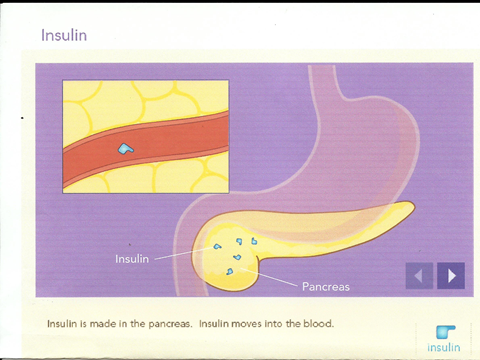 Insulin
Insulin
Pancreas
Insulin is made in the pancreas. Insulin moves into the blood.
insulin